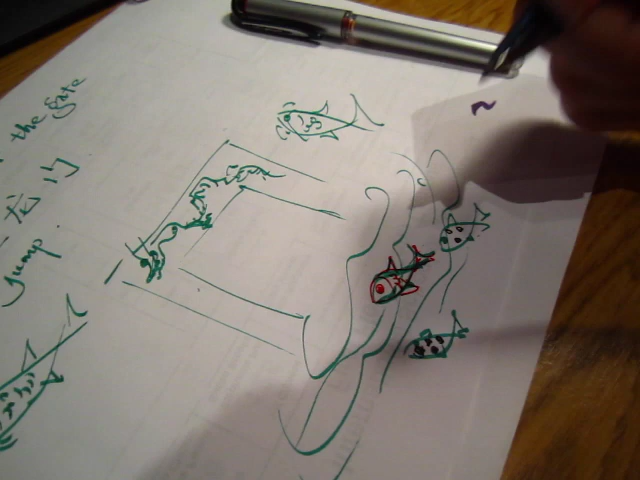 the gate
龙门
Jump.